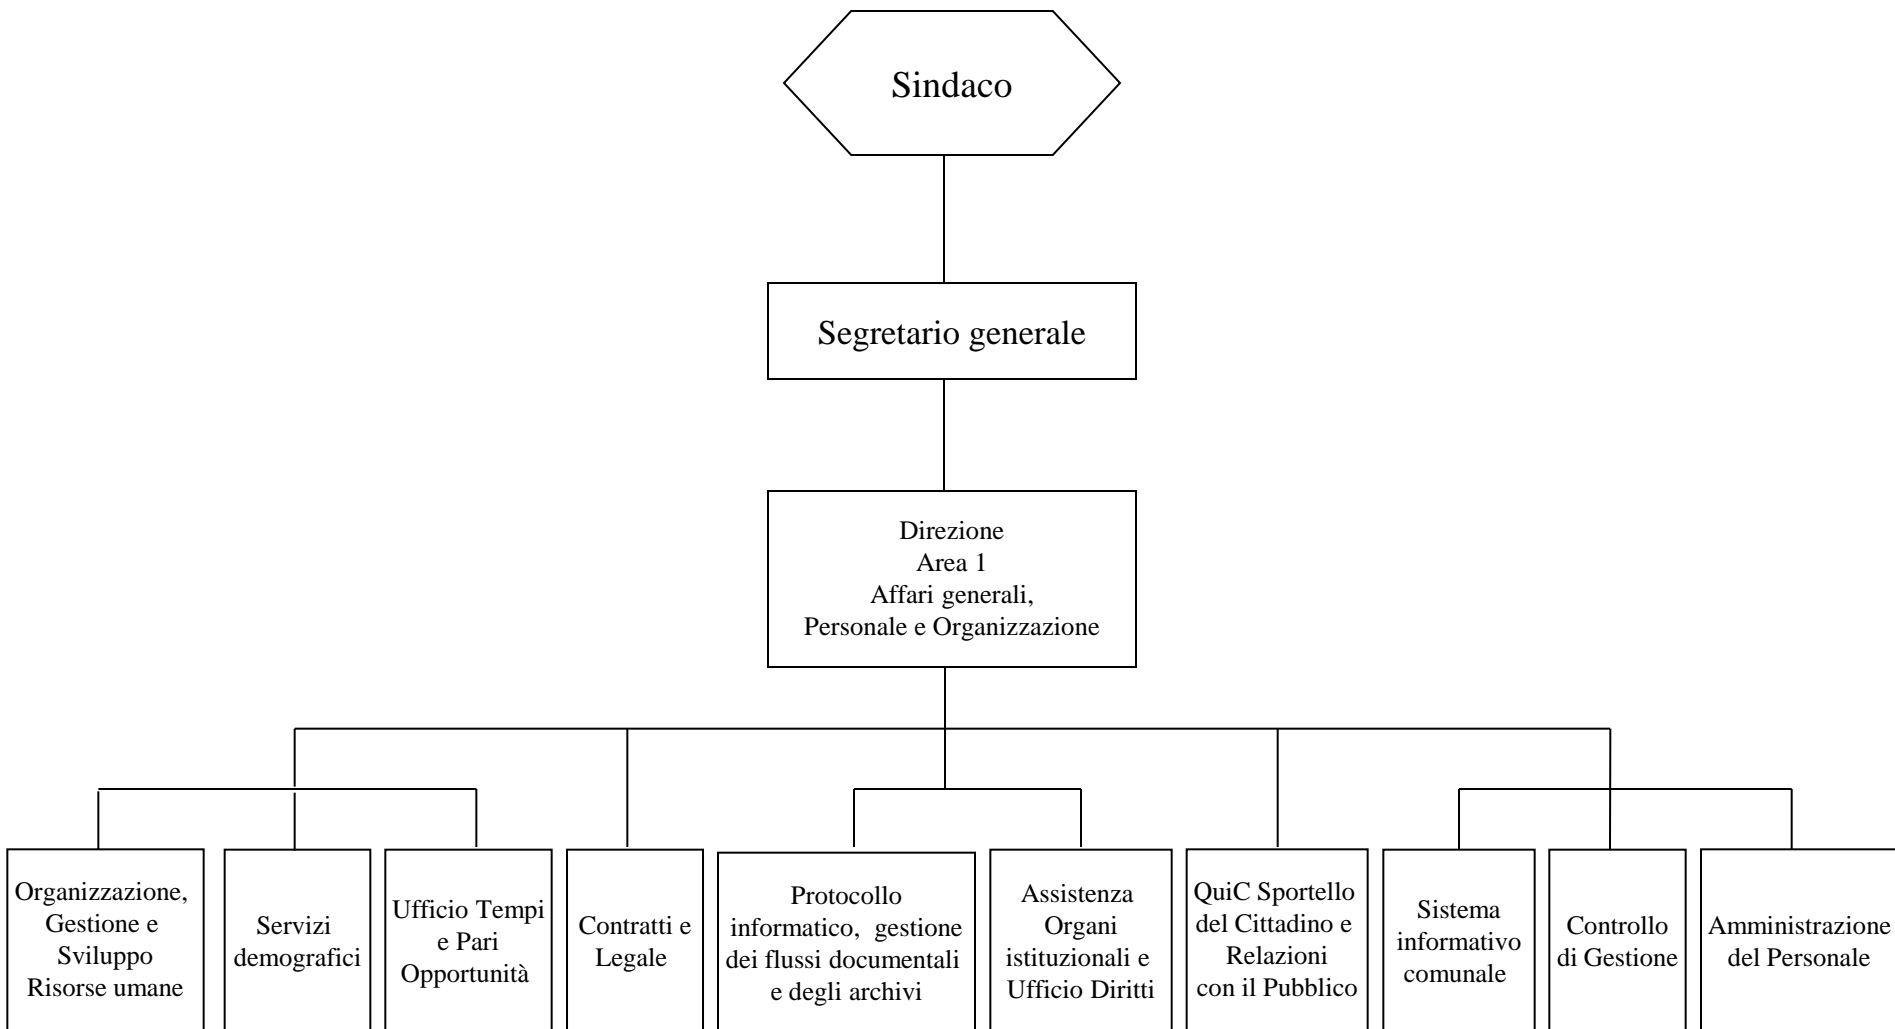 Sindaco
Segretario generale
Direzione
Area 1
Affari generali,
Personale e Organizzazione
Organizzazione,
Gestione e
Sviluppo
Risorse umane
Servizi
demografici
Ufficio Tempi
e Pari
Opportunità
Contratti e
Legale
Protocollo
informatico, gestione
dei flussi documentali
e degli archivi
Assistenza
Organi
istituzionali e
Ufficio Diritti
QuiC Sportello
del Cittadino e
Relazioni
con il Pubblico
Sistema
informativo
comunale
Controllo
di Gestione
Amministrazione
del Personale